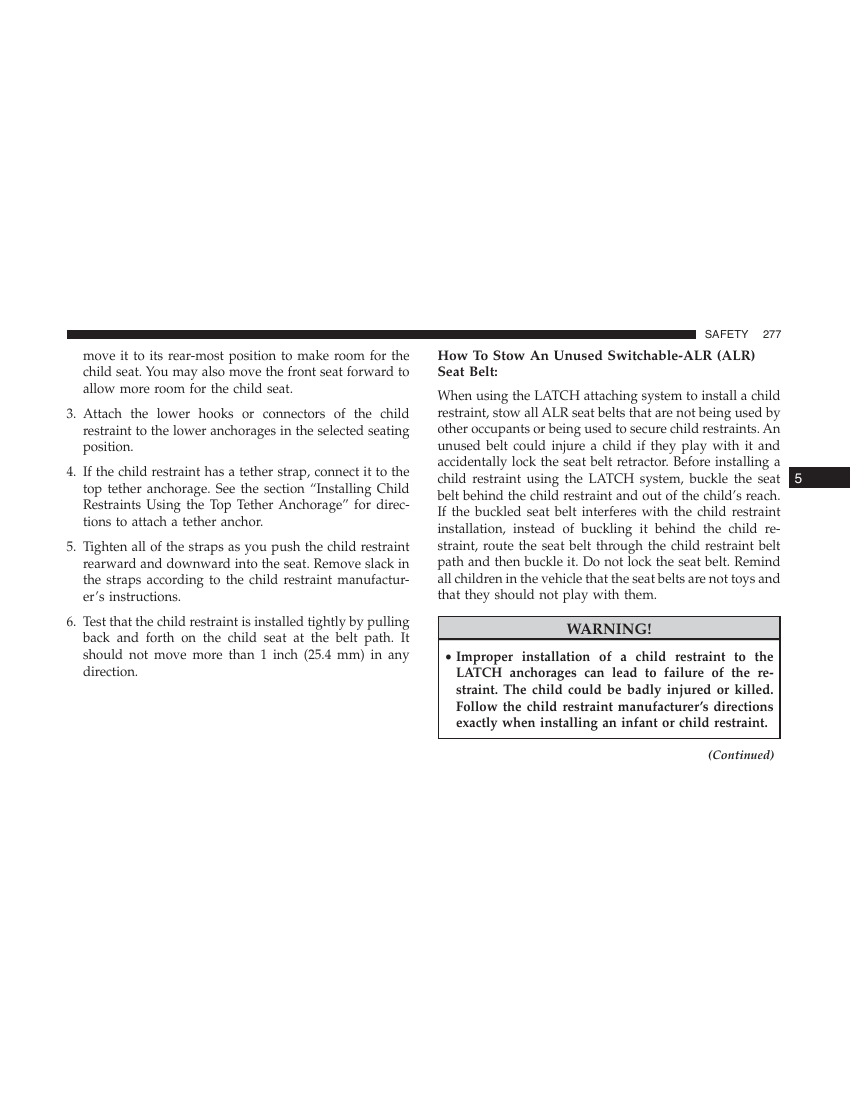 SAFETY 277
move it to its rear-most position to make room for the
child seat. You may also move the front seat forward to
allow more room for the child seat.
3. Attach the lower hooks or connectors of the child
restraint to the lower anchorages in the selected seating
position.
4. If the child restraint has a tether strap, connect it to the
top tether anchorage. See the section “Installing Child
Restraints Using the Top Tether Anchorage” for direc-
tions to attach a tether anchor.
5. Tighten all of the straps as you push the child restraint
rearward and downward into the seat. Remove slack in
the straps according to the child restraint manufactur-
er’s instructions.
6. Test that the child restraint is installed tightly by pulling
back and forth on the child seat at the belt path. It
should not move more than 1 inch (25.4 mm) in any
direction.
How To Stow An Unused Switchable-ALR (ALR)
Seat Belt:
When using the LATCH attaching system to install a child
restraint, stow all ALR seat belts that are not being used by
other occupants or being used to secure child restraints. An
unused belt could injure a child if they play with it and
accidentally lock the seat belt retractor. Before installing a
child restraint using the LATCH system, buckle the seat
belt behind the child restraint and out of the child’s reach.
If the buckled seat belt interferes with the child restraint
installation, instead of buckling it behind the child re-
straint, route the seat belt through the child restraint belt
path and then buckle it. Do not lock the seat belt. Remind
all children in the vehicle that the seat belts are not toys and
that they should not play with them.
WARNING!
• Improper installation of a child restraint to the
LATCH anchorages can lead to failure of the re-
straint. The child could be badly injured or killed.
Follow the child restraint manufacturer’s directions
exactly when installing an infant or child restraint.
(Continued)
5